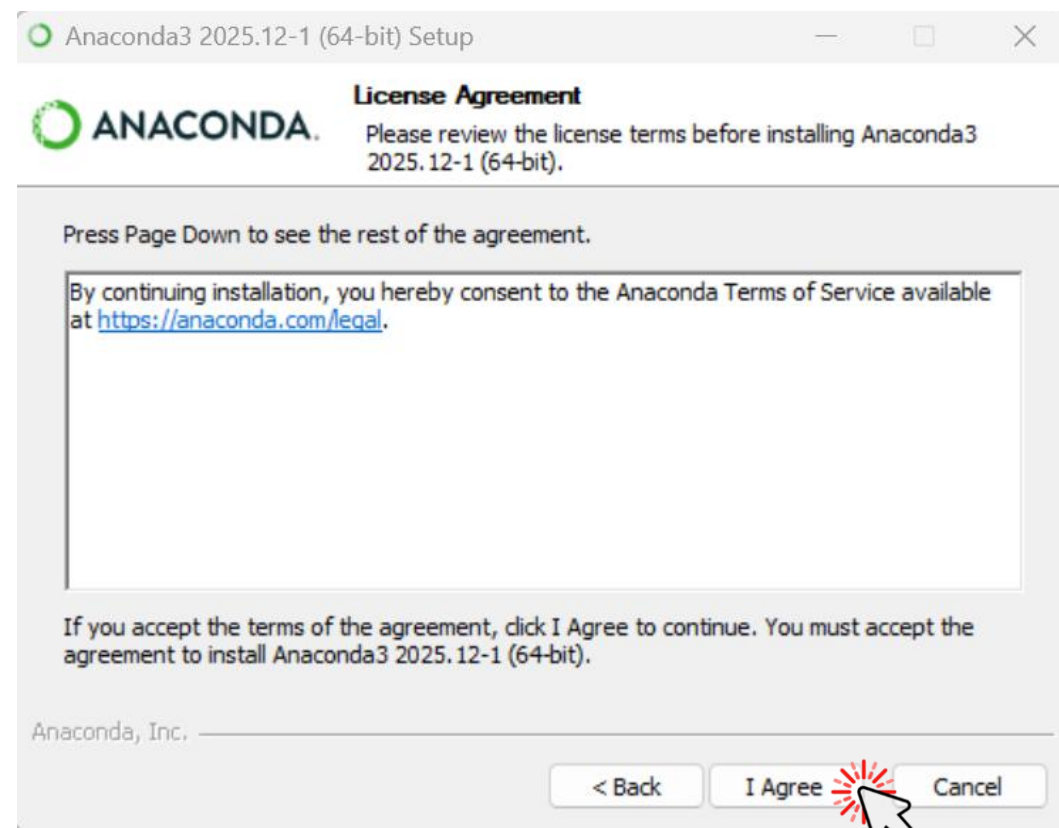 Anaconda3 2025.12-1 (64-bit) Setup
ANACONDA.
License Agreement
Please review the license terms before installing Anaconda3
2025.12-1 (64-bit).
Press Page Down to see the rest of the agreement.
By continuing installation, you hereby consent to the Anaconda Terms of Service available
at https://anaconda.com/legal.
If you accept the terms of the agreement, click I Agree to continue. You must accept the
agreement to install Anaconda3 2025.12-1 (64-bit).
Anaconda, Inc.
< Back I Agree Cancel